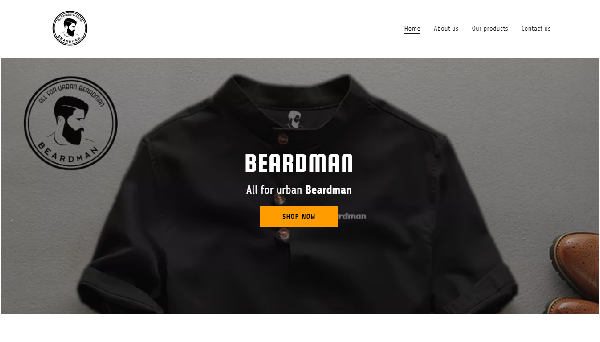 Home About us Our products Contact us
ALL FOR URBAN BEARDMAN
BEARDMAN
BEARDMAN
All for urban Beardman
SHOP NOW
rdman